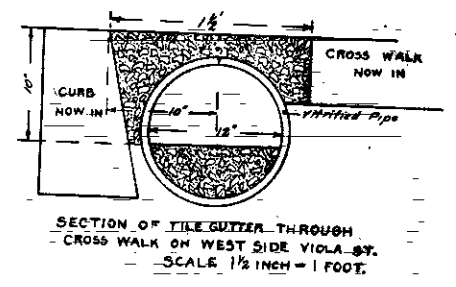 1½'
CROSS WALK
NOW IN
10"
CURB
NOW IN
10"
Vitrified Pipe
12"
SECTION OF TILE GUTTER THROUGH
CROSS WALK ON WEST SIDE VIOLA ST.
SCALE 1½ INCH = 1 FOOT.